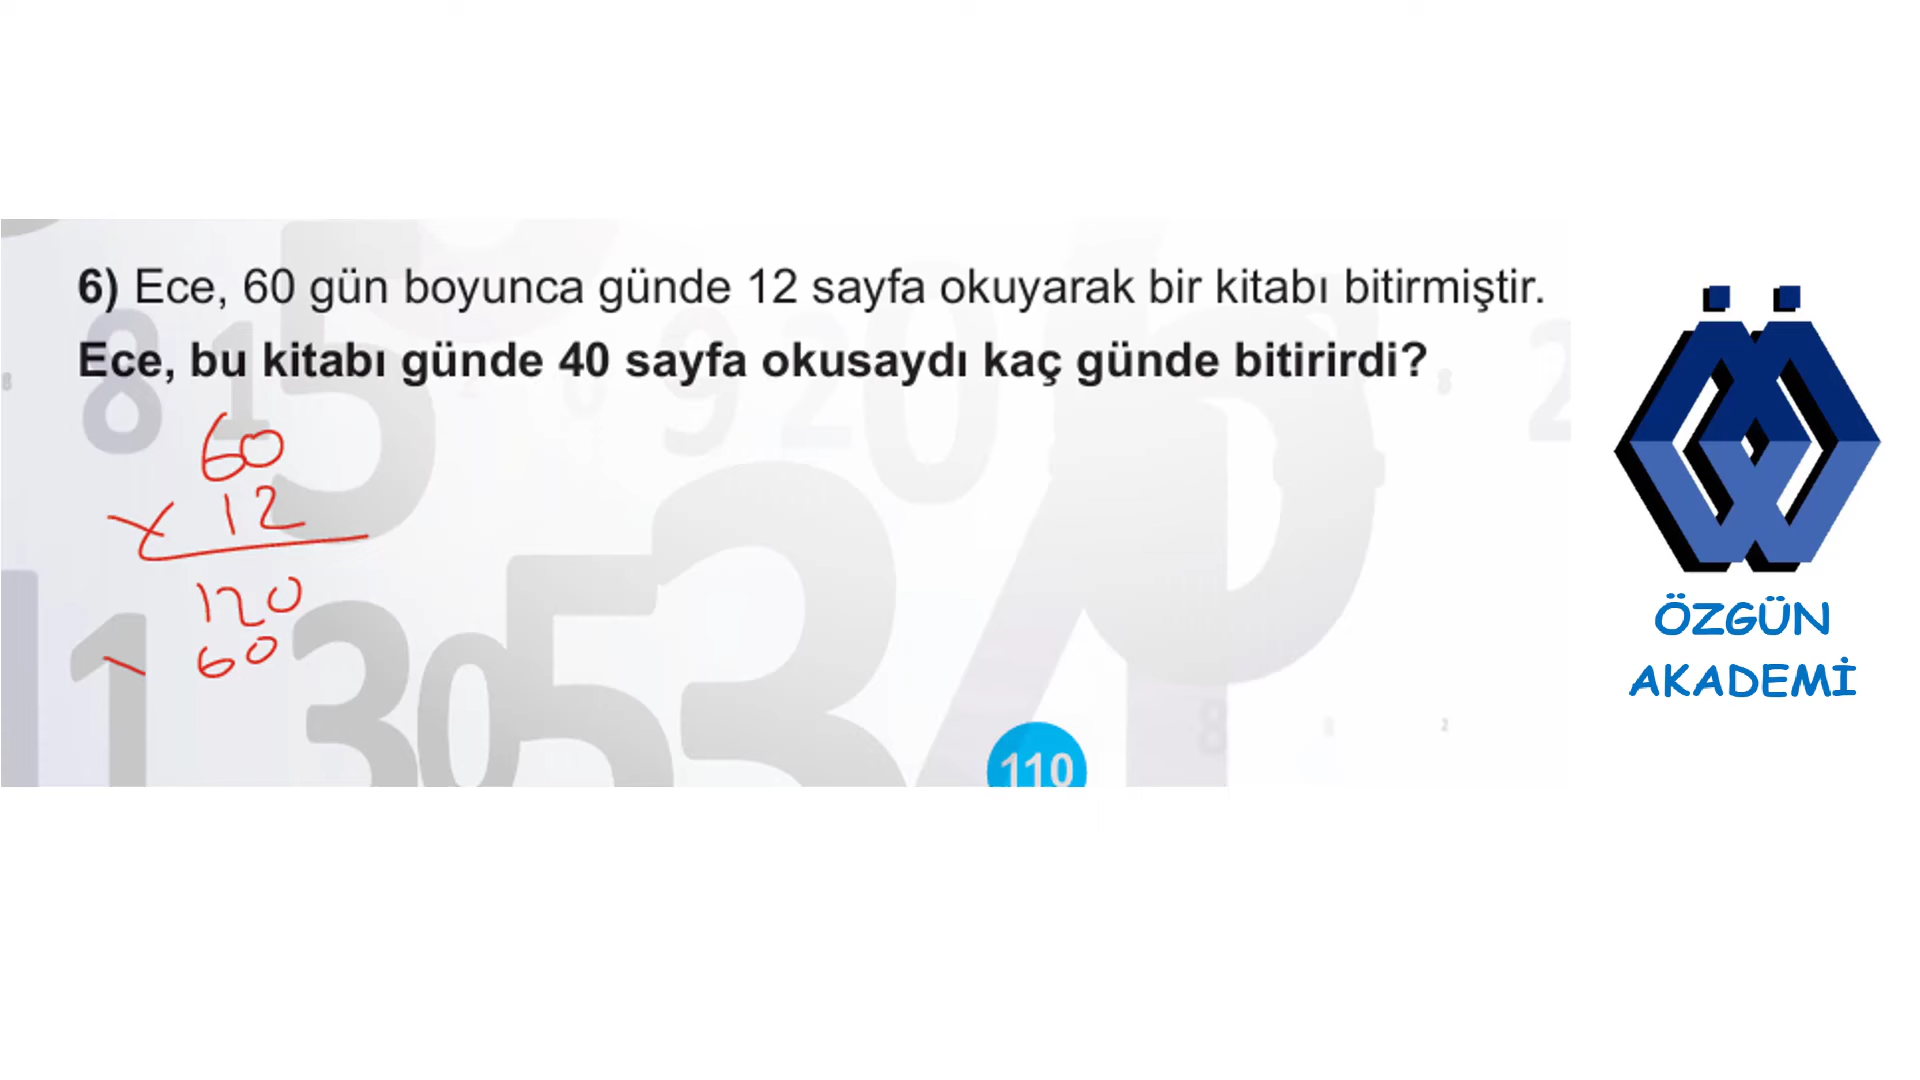 6) Ece, 60 gün boyunca günde 12 sayfa okuyarak bir kitabı bitirmiştir.
Ece, bu kitabı günde 40 sayfa okusaydı kaç günde bitirirdi?
60
x 12
120
60
110
ÖZGÜN
AKADEMİ